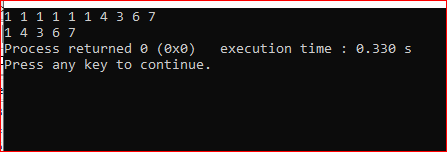 1 1 1 1 1 1 4 3 6 7
1 4 3 6 7
Process returned 0 (0x0)   execution time : 0.330 s
Press any key to continue.